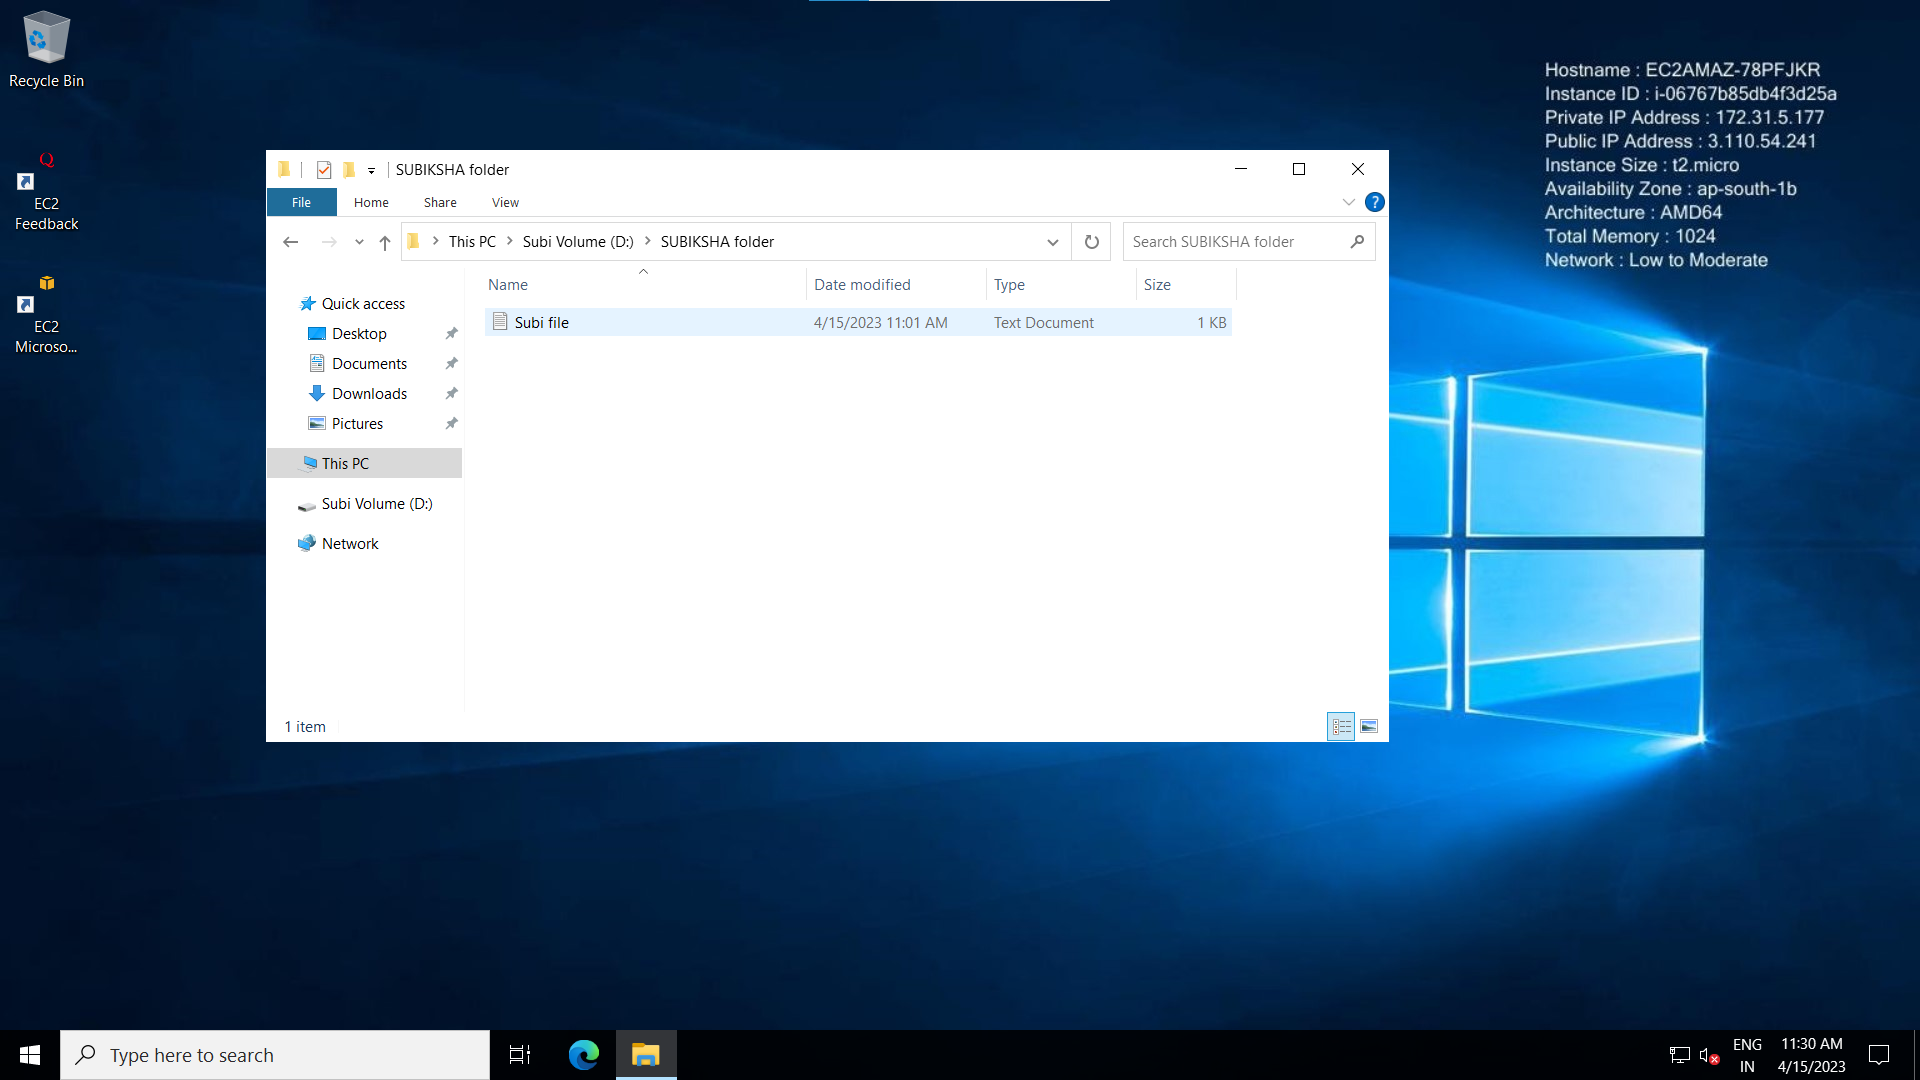 Recycle Bin
EC2
Feedback
EC2
Microso...
Hostname : EC2AMAZ-78PFJKR
Instance ID : i-06767b85db4f3d25a
Private IP Address : 172.31.5.177
Public IP Address : 3.110.54.241
Instance Size : t2.micro
Availability Zone : ap-south-1b
Architecture : AMD64
Total Memory : 1024
Network : Low to Moderate
SUBIKSHA folder
File Home Share View
This PC > Subi Volume (D:) > SUBIKSHA folder
Search SUBIKSHA folder
Name Date modified Type Size
Subi file 4/15/2023 11:01 AM Text Document 1 KB
Quick access
Desktop
Documents
Downloads
Pictures
This PC
Subi Volume (D:)
Network
1 item
Type here to search
ENG
IN
11:30 AM
4/15/2023